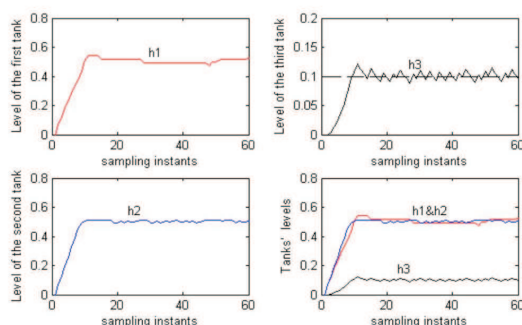 Level of the first tank
0.8
0.6
0.4
0.2
0
0 20 40 60
sampling instants
h1
Level of the third tank
0.2
0.15
0.1
0.05
0
0 20 40 60
sampling instants
h3
Level of the second tank
0.8
0.6
0.4
0.2
0
0 20 40 60
sampling instants
h2
Tanks' levels
0.8
0.6
0.4
0.2
0
0 20 40 60
sampling instants
h1&h2
h3